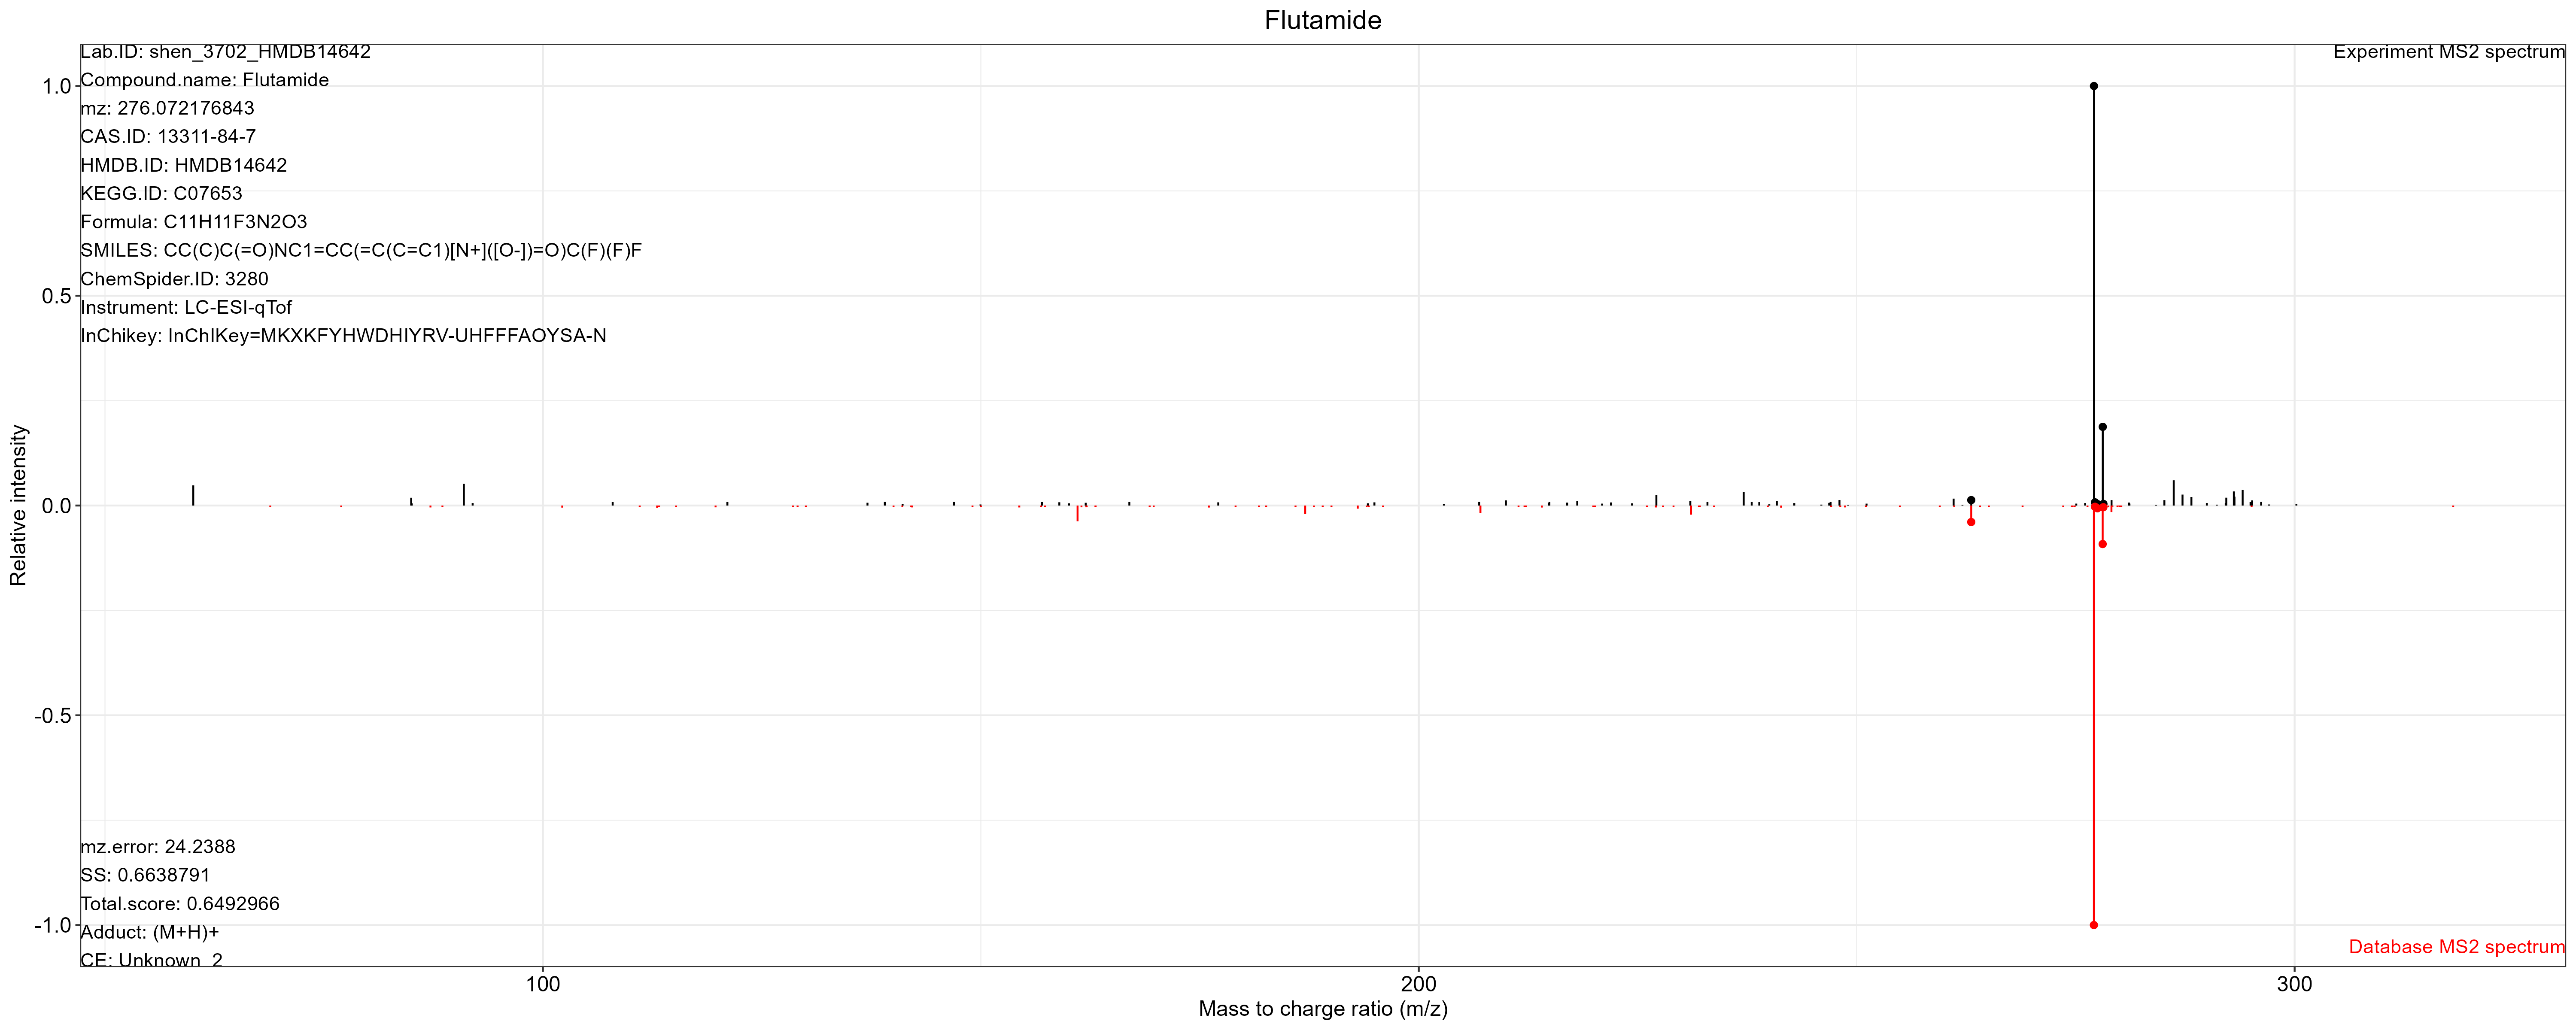 Flutamide
Lab.ID: shen_3702_HMDB14642
Experiment MS2 spectrum
Compound.name: Flutamide
mz: 276.072176843
CAS.ID: 13311-84-7
HMDB.ID: HMDB14642
KEGG.ID: C07653
Formula: C11H11F3N2O3
SMILES: CC(C)C(=O)NC1=CC(=C(C=C1)[N+]([O-])=O)C(F)(F)F
ChemSpider.ID: 3280
Instrument: LC-ESI-qTof
InChikey: InChIKey=MKXKFYHWDHIYRV-UHFFFAOYSA-N
1.0
0.5
0.0
-0.5
-1.0
Relative intensity
mz.error: 24.2388
SS: 0.6638791
Total.score: 0.6492966
Adduct: (M+H)+
CE: Unknown_2
Database MS2 spectrum
100
200
300
Mass to charge ratio (m/z)